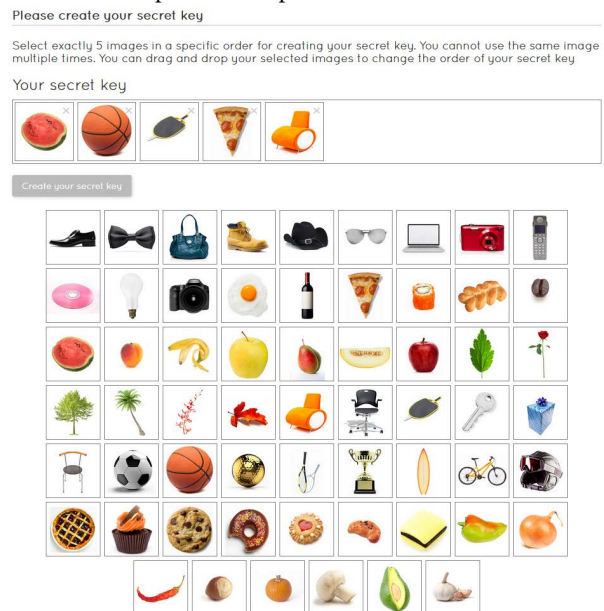 Please create your secret key
Select exactly 5 images in a specific order for creating your secret key. You cannot use the same image
multiple times. You can drag and drop your selected images to change the order of your secret key
Your secret key
Create your secret key